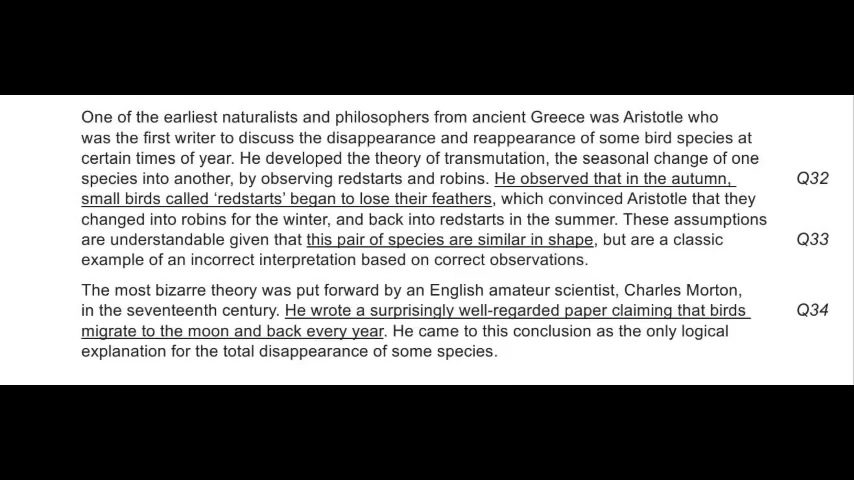 One of the earliest naturalists and philosophers from ancient Greece was Aristotle who
was the first writer to discuss the disappearance and reappearance of some bird species at
certain times of year. He developed the theory of transmutation, the seasonal change of one
species into another, by observing redstarts and robins. He observed that in the autumn, Q32
small birds called ‘redstarts’ began to lose their feathers, which convinced Aristotle that they
changed into robins for the winter, and back into redstarts in the summer. These assumptions
are understandable given that this pair of species are similar in shape, but are a classic Q33
example of an incorrect interpretation based on correct observations.
The most bizarre theory was put forward by an English amateur scientist, Charles Morton,
in the seventeenth century. He wrote a surprisingly well-regarded paper claiming that birds Q34
migrate to the moon and back every year. He came to this conclusion as the only logical
explanation for the total disappearance of some species.